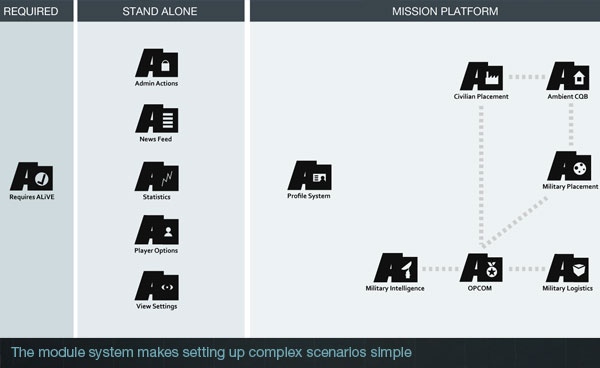 REQUIRED
STAND ALONE
MISSION PLATFORM
Admin Actions
Civilian Placement
Ambient CQB
News Feed
Requires ALiVE
Statistics
Profile System
Military Placement
Player Options
View Settings
Military Intelligence
OPCOM
Military Logistics
The module system makes setting up complex scenarios simple